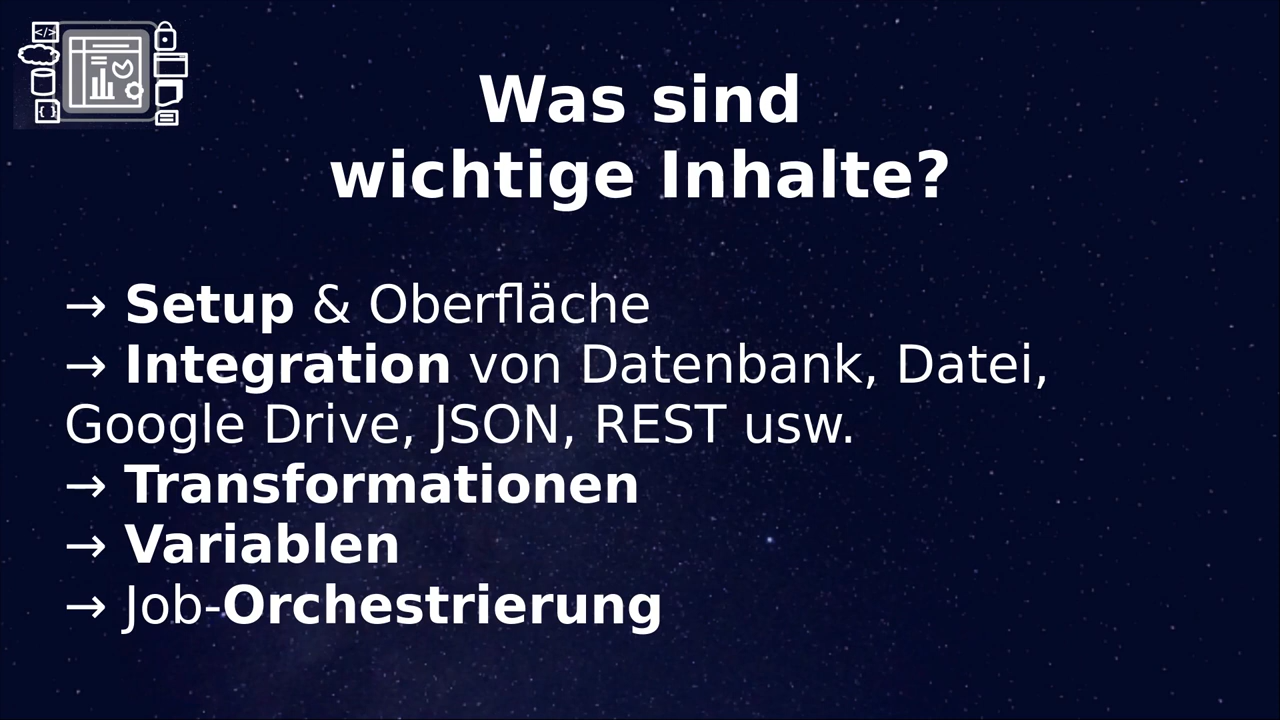 </>
{ }
Was sind
wichtige Inhalte?
→ Setup & Oberfläche
→ Integration von Datenbank, Datei,
Google Drive, JSON, REST usw.
→ Transformationen
→ Variablen
→ Job-Orchestrierung